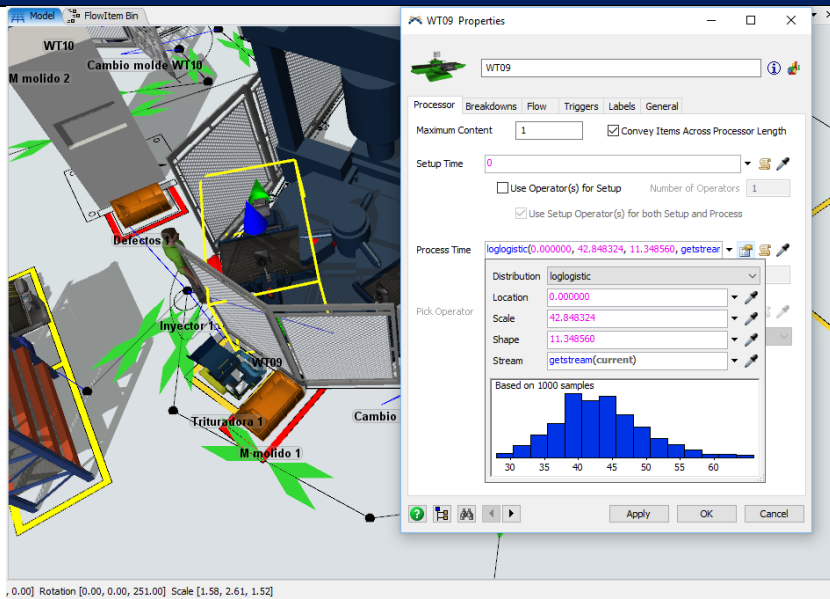 Model
FlowItem Bin
WT10
Cambio molde WT10
M molido 2
Defectos 1
Inyector 1
WT09
Trituradora 1
Cambio
M molido 1
, 0.00] Rotation [0.00, 0.00, 251.00] Scale [1.58, 2.61, 1.52]
WT09 Properties
WT09
Processor Breakdowns Flow Triggers Labels General
Maximum Content 1 Convey Items Across Processor Length
Setup Time 0
Use Operator(s) for Setup Number of Operators 1
Use Setup Operator(s) for both Setup and Process
Process Time loglogistic(0.000000, 42.848324, 11.348560, getstrear
Pick Operator
Distribution loglogistic
Location 0.000000
Scale 42.848324
Shape 11.348560
Stream getstream(current)
Based on 1000 samples
30 35 40 45 50 55 60
Apply OK Cancel